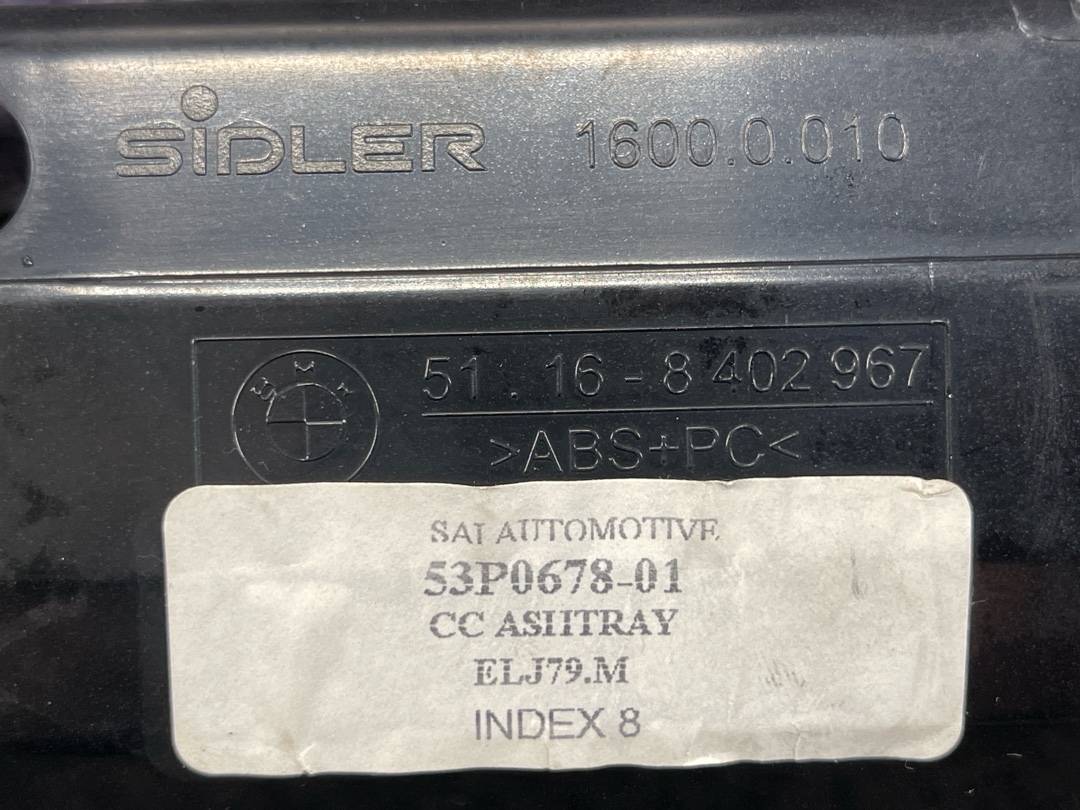 SiDLER 1600.0.010
BMW 51.16-8 402 967
>ABS+PC<
SAI AUTOMOTIVE
53P0678-01
CC ASHTRAY
ELJ79.M
INDEX 8